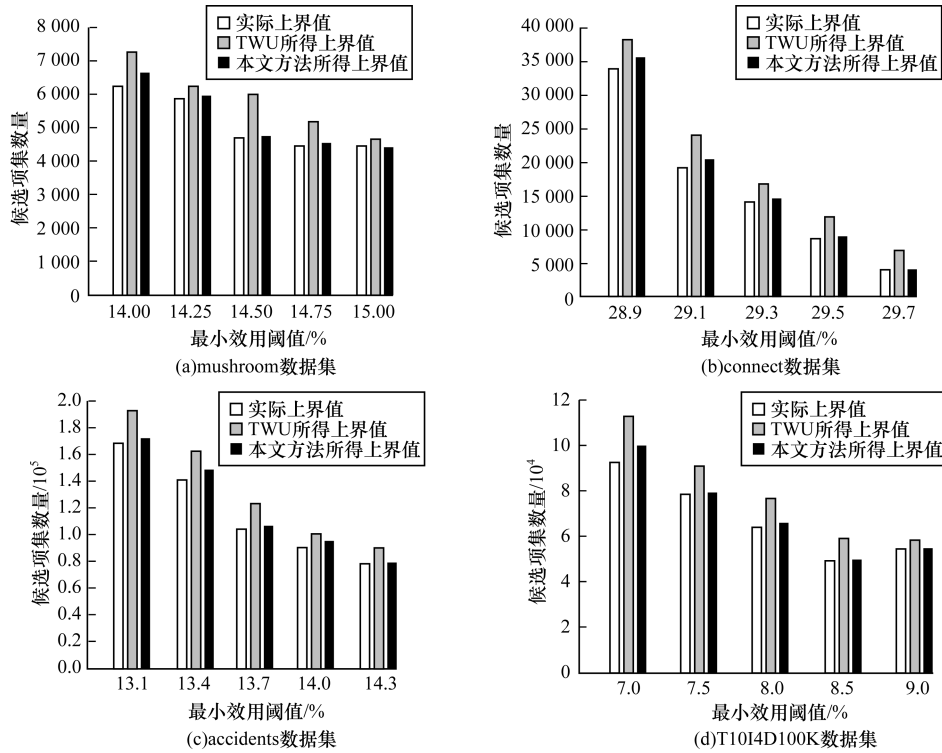 8 000
7 000
6 000
5 000
4 000
3 000
2 000
1 000
0
候选项集数量
实际上界值
TWU所得上界值
本文方法所得上界值
14.00 14.25 14.50 14.75 15.00
最小效用阈值/%
(a)mushroom数据集
40 000
35 000
30 000
25 000
20 000
15 000
10 000
5 000
0
候选项集数量
实际上界值
TWU所得上界值
本文方法所得上界值
28.9 29.1 29.3 29.5 29.7
最小效用阈值/%
(b)connect数据集
2.0
1.8
1.6
1.4
1.2
1.0
0.8
0.6
0.4
0.2
0.0
候选项集数量/10⁵
实际上界值
TWU所得上界值
本文方法所得上界值
13.1 13.4 13.7 14.0 14.3
最小效用阈值/%
(c)accidents数据集
12
10
8
6
4
2
0
候选项集数量/10⁴
实际上界值
TWU所得上界值
本文方法所得上界值
7.0 7.5 8.0 8.5 9.0
最小效用阈值/%
(d)T10I4D100K数据集